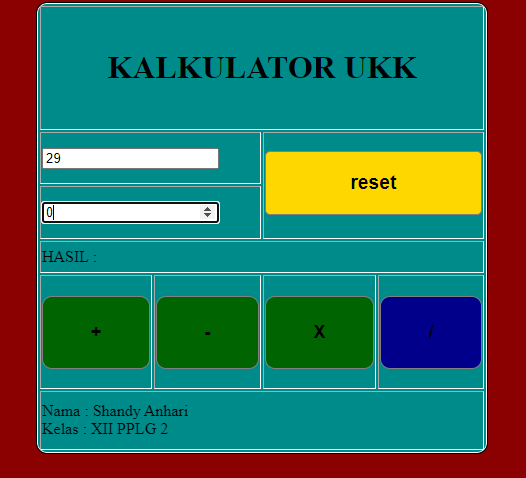 KALKULATOR UKK
29
reset
0
HASIL :
+
-
X
/
Nama : Shandy Anhari
Kelas : XII PPLG 2